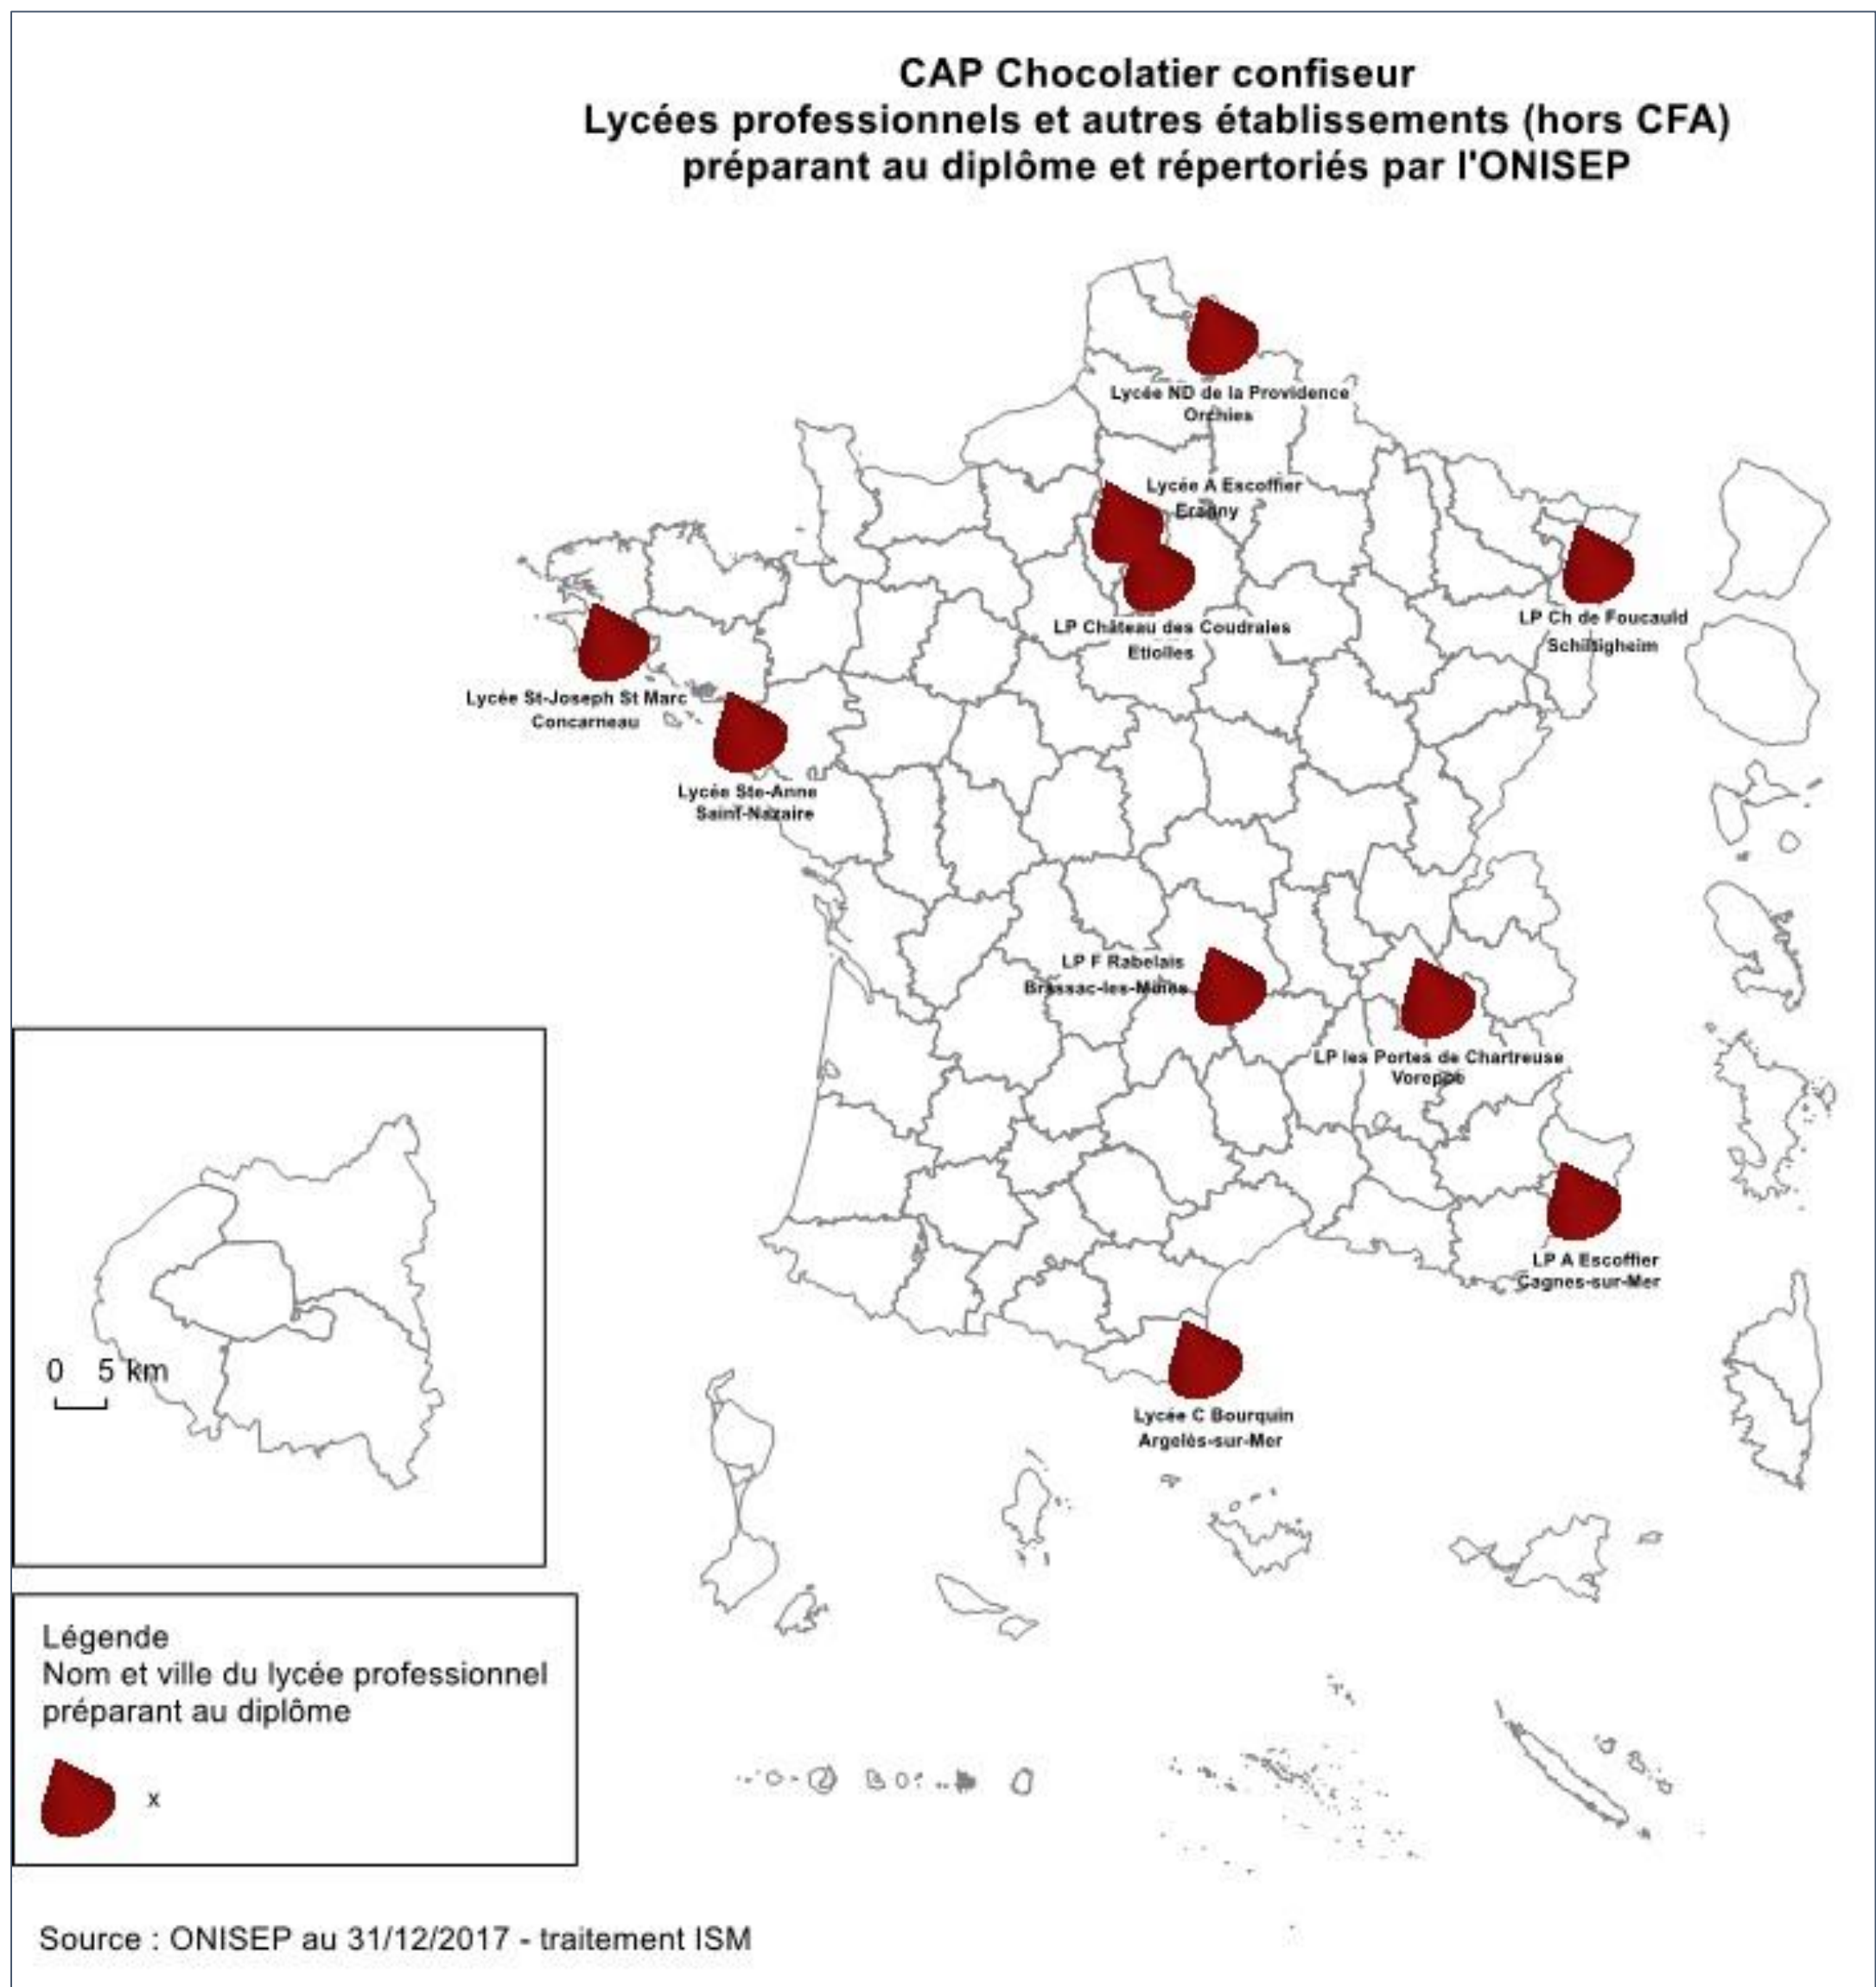 CAP Chocolatier confiseur
Lycées professionnels et autres établissements (hors CFA)
préparant au diplôme et répertoriés par l'ONISEP
Lycée ND de la Providence
Orchies
Lycée A Escoffier
Eragny
LP Château des Coudraies
Etiolles
LP Ch de Foucauld
Schiltigheim
Lycée St-Joseph St Marc
Concarneau
Lycée Ste-Anne
Saint-Nazaire
LP F Rabelais
Brassac-les-Mines
LP les Portes de Chartreuse
Voreppe
LP A Escoffier
Cagnes-sur-Mer
Lycée C Bourquin
Argelès-sur-Mer
0 5 km
Légende
Nom et ville du lycée professionnel
préparant au diplôme
x
Source : ONISEP au 31/12/2017 - traitement ISM